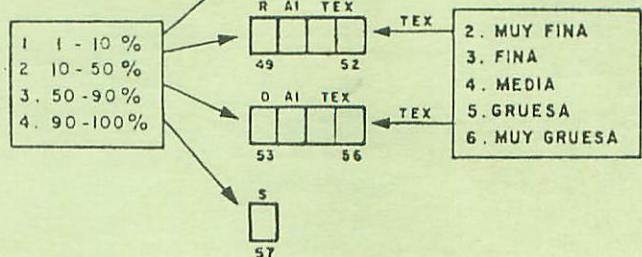 1 1 - 10 %
2 10 - 50 %
3. 50 - 90%
4. 90 - 100%
R AI TEX
49 52
TEX
O AI TEX
53 56
TEX
S
57
2. MUY FINA
3. FINA
4. MEDIA
5. GRUESA
6. MUY GRUESA